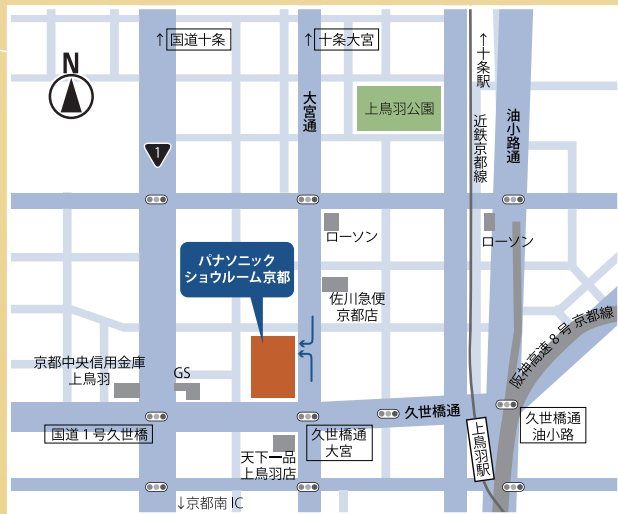 ↑国道十条
↑十条大宮
↑十条駅
N
大宮通
上鳥羽公園
近鉄京都線
油小路通
1
ローソン
ローソン
パナソニック
ショウルーム京都
佐川急便
京都店
阪神高速8号 京都線
京都中央信用金庫
上鳥羽
GS
久世橋通
国道1号久世橋
久世橋通
大宮
上鳥羽駅
久世橋通
油小路
天下一品
上鳥羽店
↓京都南IC